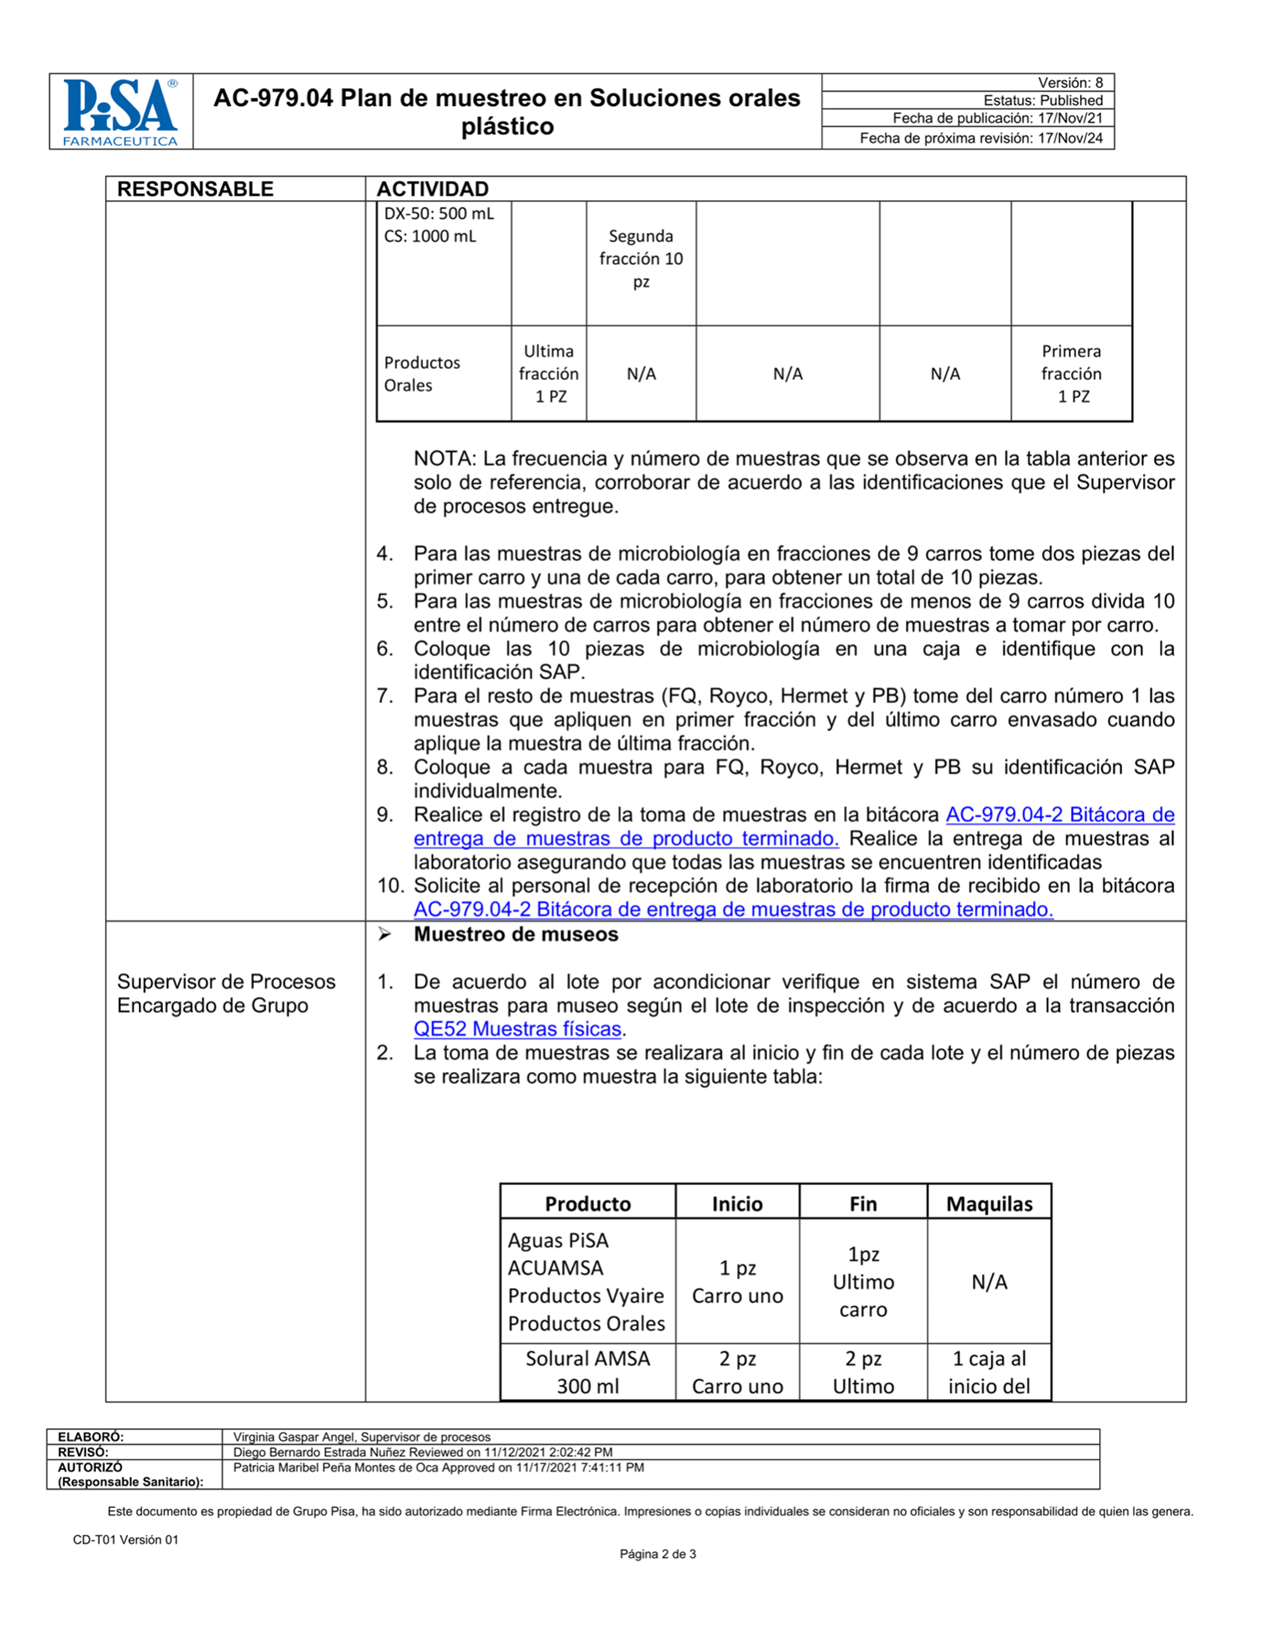 PiSA®
FARMACEUTICA
AC-979.04 Plan de muestreo en Soluciones orales
plástico
Versión: 8
Estatus: Published
Fecha de publicación: 17/Nov/21
Fecha de próxima revisión: 17/Nov/24
RESPONSABLE ACTIVIDAD
DX-50: 500 mL
CS: 1000 mL
Segunda
fracción 10
pz
Productos
Orales
Ultima
fracción
1 PZ
N/A
N/A
N/A
Primera
fracción
1 PZ
NOTA: La frecuencia y número de muestras que se observa en la tabla anterior es
solo de referencia, corroborar de acuerdo a las identificaciones que el Supervisor
de procesos entregue.
4. Para las muestras de microbiología en fracciones de 9 carros tome dos piezas del
primer carro y una de cada carro, para obtener un total de 10 piezas.
5. Para las muestras de microbiología en fracciones de menos de 9 carros divida 10
entre el número de carros para obtener el número de muestras a tomar por carro.
6. Coloque las 10 piezas de microbiología en una caja e identifique con la
identificación SAP.
7. Para el resto de muestras (FQ, Royco, Hermet y PB) tome del carro número 1 las
muestras que apliquen en primer fracción y del último carro envasado cuando
aplique la muestra de última fracción.
8. Coloque a cada muestra para FQ, Royco, Hermet y PB su identificación SAP
individualmente.
9. Realice el registro de la toma de muestras en la bitácora AC-979.04-2 Bitácora de
entrega de muestras de producto terminado. Realice la entrega de muestras al
laboratorio asegurando que todas las muestras se encuentren identificadas
10. Solicite al personal de recepción de laboratorio la firma de recibido en la bitácora
AC-979.04-2 Bitácora de entrega de muestras de producto terminado.
➢ Muestreo de museos
Supervisor de Procesos
Encargado de Grupo
1. De acuerdo al lote por acondicionar verifique en sistema SAP el número de
muestras para museo según el lote de inspección y de acuerdo a la transacción
QE52 Muestras físicas.
2. La toma de muestras se realizara al inicio y fin de cada lote y el número de piezas
se realizara como muestra la siguiente tabla:
Producto Inicio Fin Maquilas
Aguas PiSA
ACUAMSA
Productos Vyaire
Productos Orales
1 pz
Carro uno
1pz
Ultimo
carro
N/A
Solural AMSA
300 ml
2 pz
Carro uno
2 pz
Ultimo
1 caja al
inicio del
ELABORÓ: Virginia Gaspar Angel, Supervisor de procesos
REVISÓ: Diego Bernardo Estrada Nuñez Reviewed on 11/12/2021 2:02:42 PM
AUTORIZÓ
(Responsable Sanitario):
Patricia Maribel Peña Montes de Oca Approved on 11/17/2021 7:41:11 PM
Este documento es propiedad de Grupo Pisa, ha sido autorizado mediante Firma Electrónica. Impresiones o copias individuales se consideran no oficiales y son responsabilidad de quien las genera.
CD-T01 Versión 01
Página 2 de 3